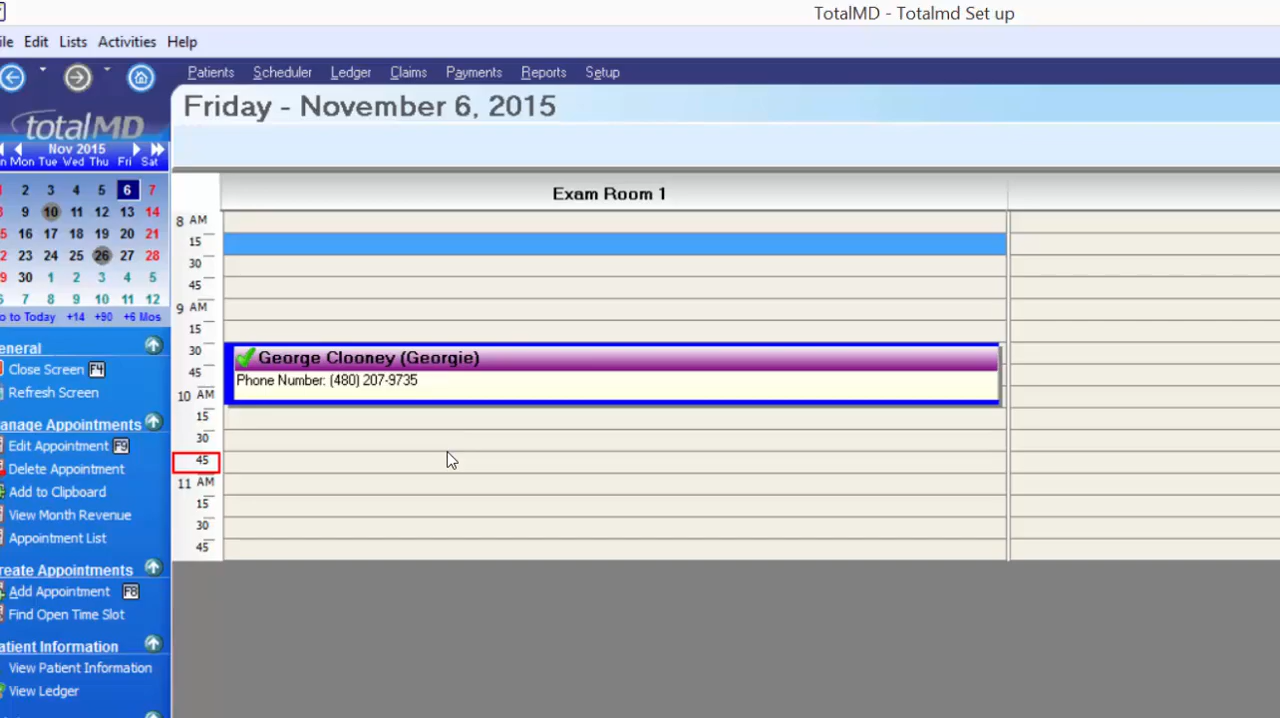 TotalMD - Totalmd Set up
ile Edit Lists Activities Help
Patients Scheduler Ledger Claims Payments Reports Setup
totalMD
Friday - November 6, 2015
Nov 2015
n Mon Tue Wed Thu Fri Sat
1 2 3 4 5 6 7
8 9 10 11 12 13 14
5 16 17 18 19 20 21
2 23 24 25 26 27 28
9 30 1 2 3 4 5
6 7 8 9 10 11 12
o to Today +14 +90 +6 Mos
eneral
Close Screen F4
Refresh Screen
anage Appointments
Edit Appointment F9
Delete Appointment
Add to Clipboard
View Month Revenue
Appointment List
reate Appointments
Add Appointment F8
Find Open Time Slot
atient Information
View Patient Information
View Ledger
Exam Room 1
8 AM
15
30
45
9 AM
15
30
45
10 AM
15
30
45
11 AM
15
30
45
George Clooney (Georgie)
Phone Number: (480) 207-9735